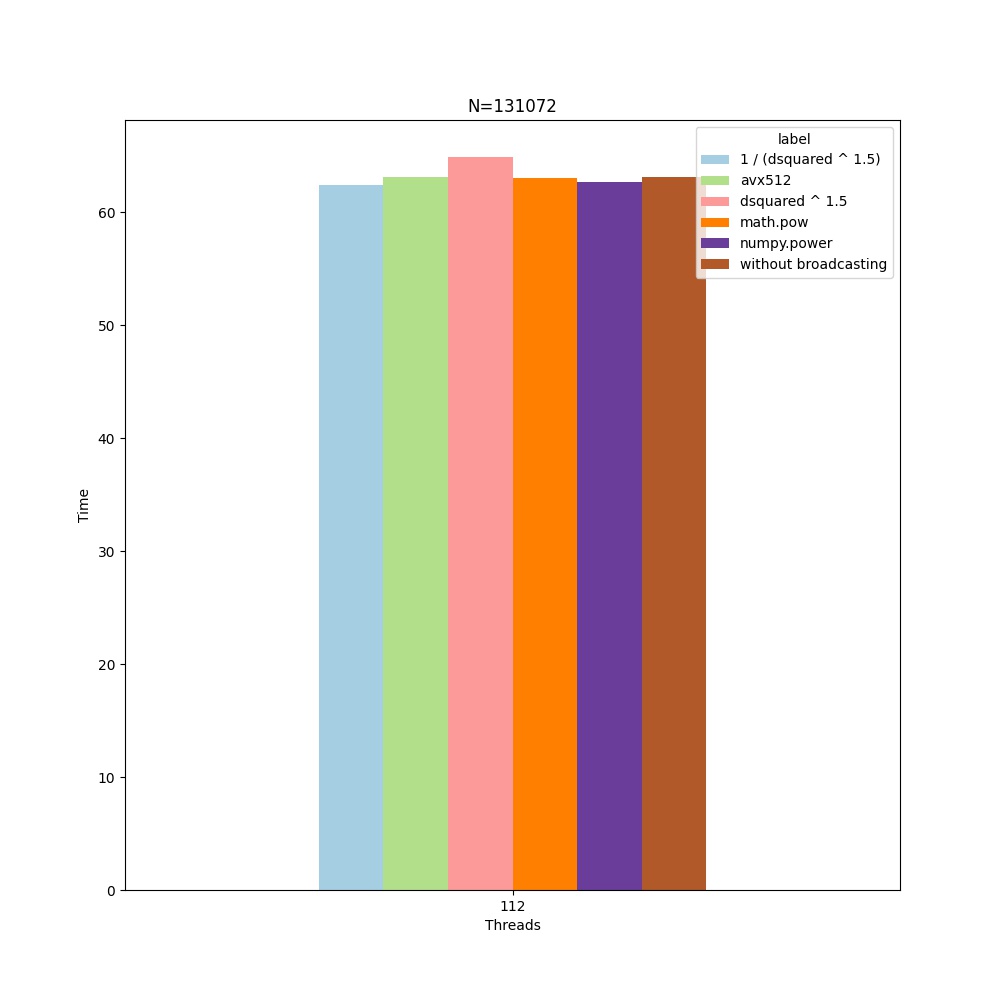 N=131072
label
1 / (dsquared ^ 1.5)
avx512
dsquared ^ 1.5
math.pow
numpy.power
without broadcasting
60
50
40
30
20
10
0
Time
112
Threads